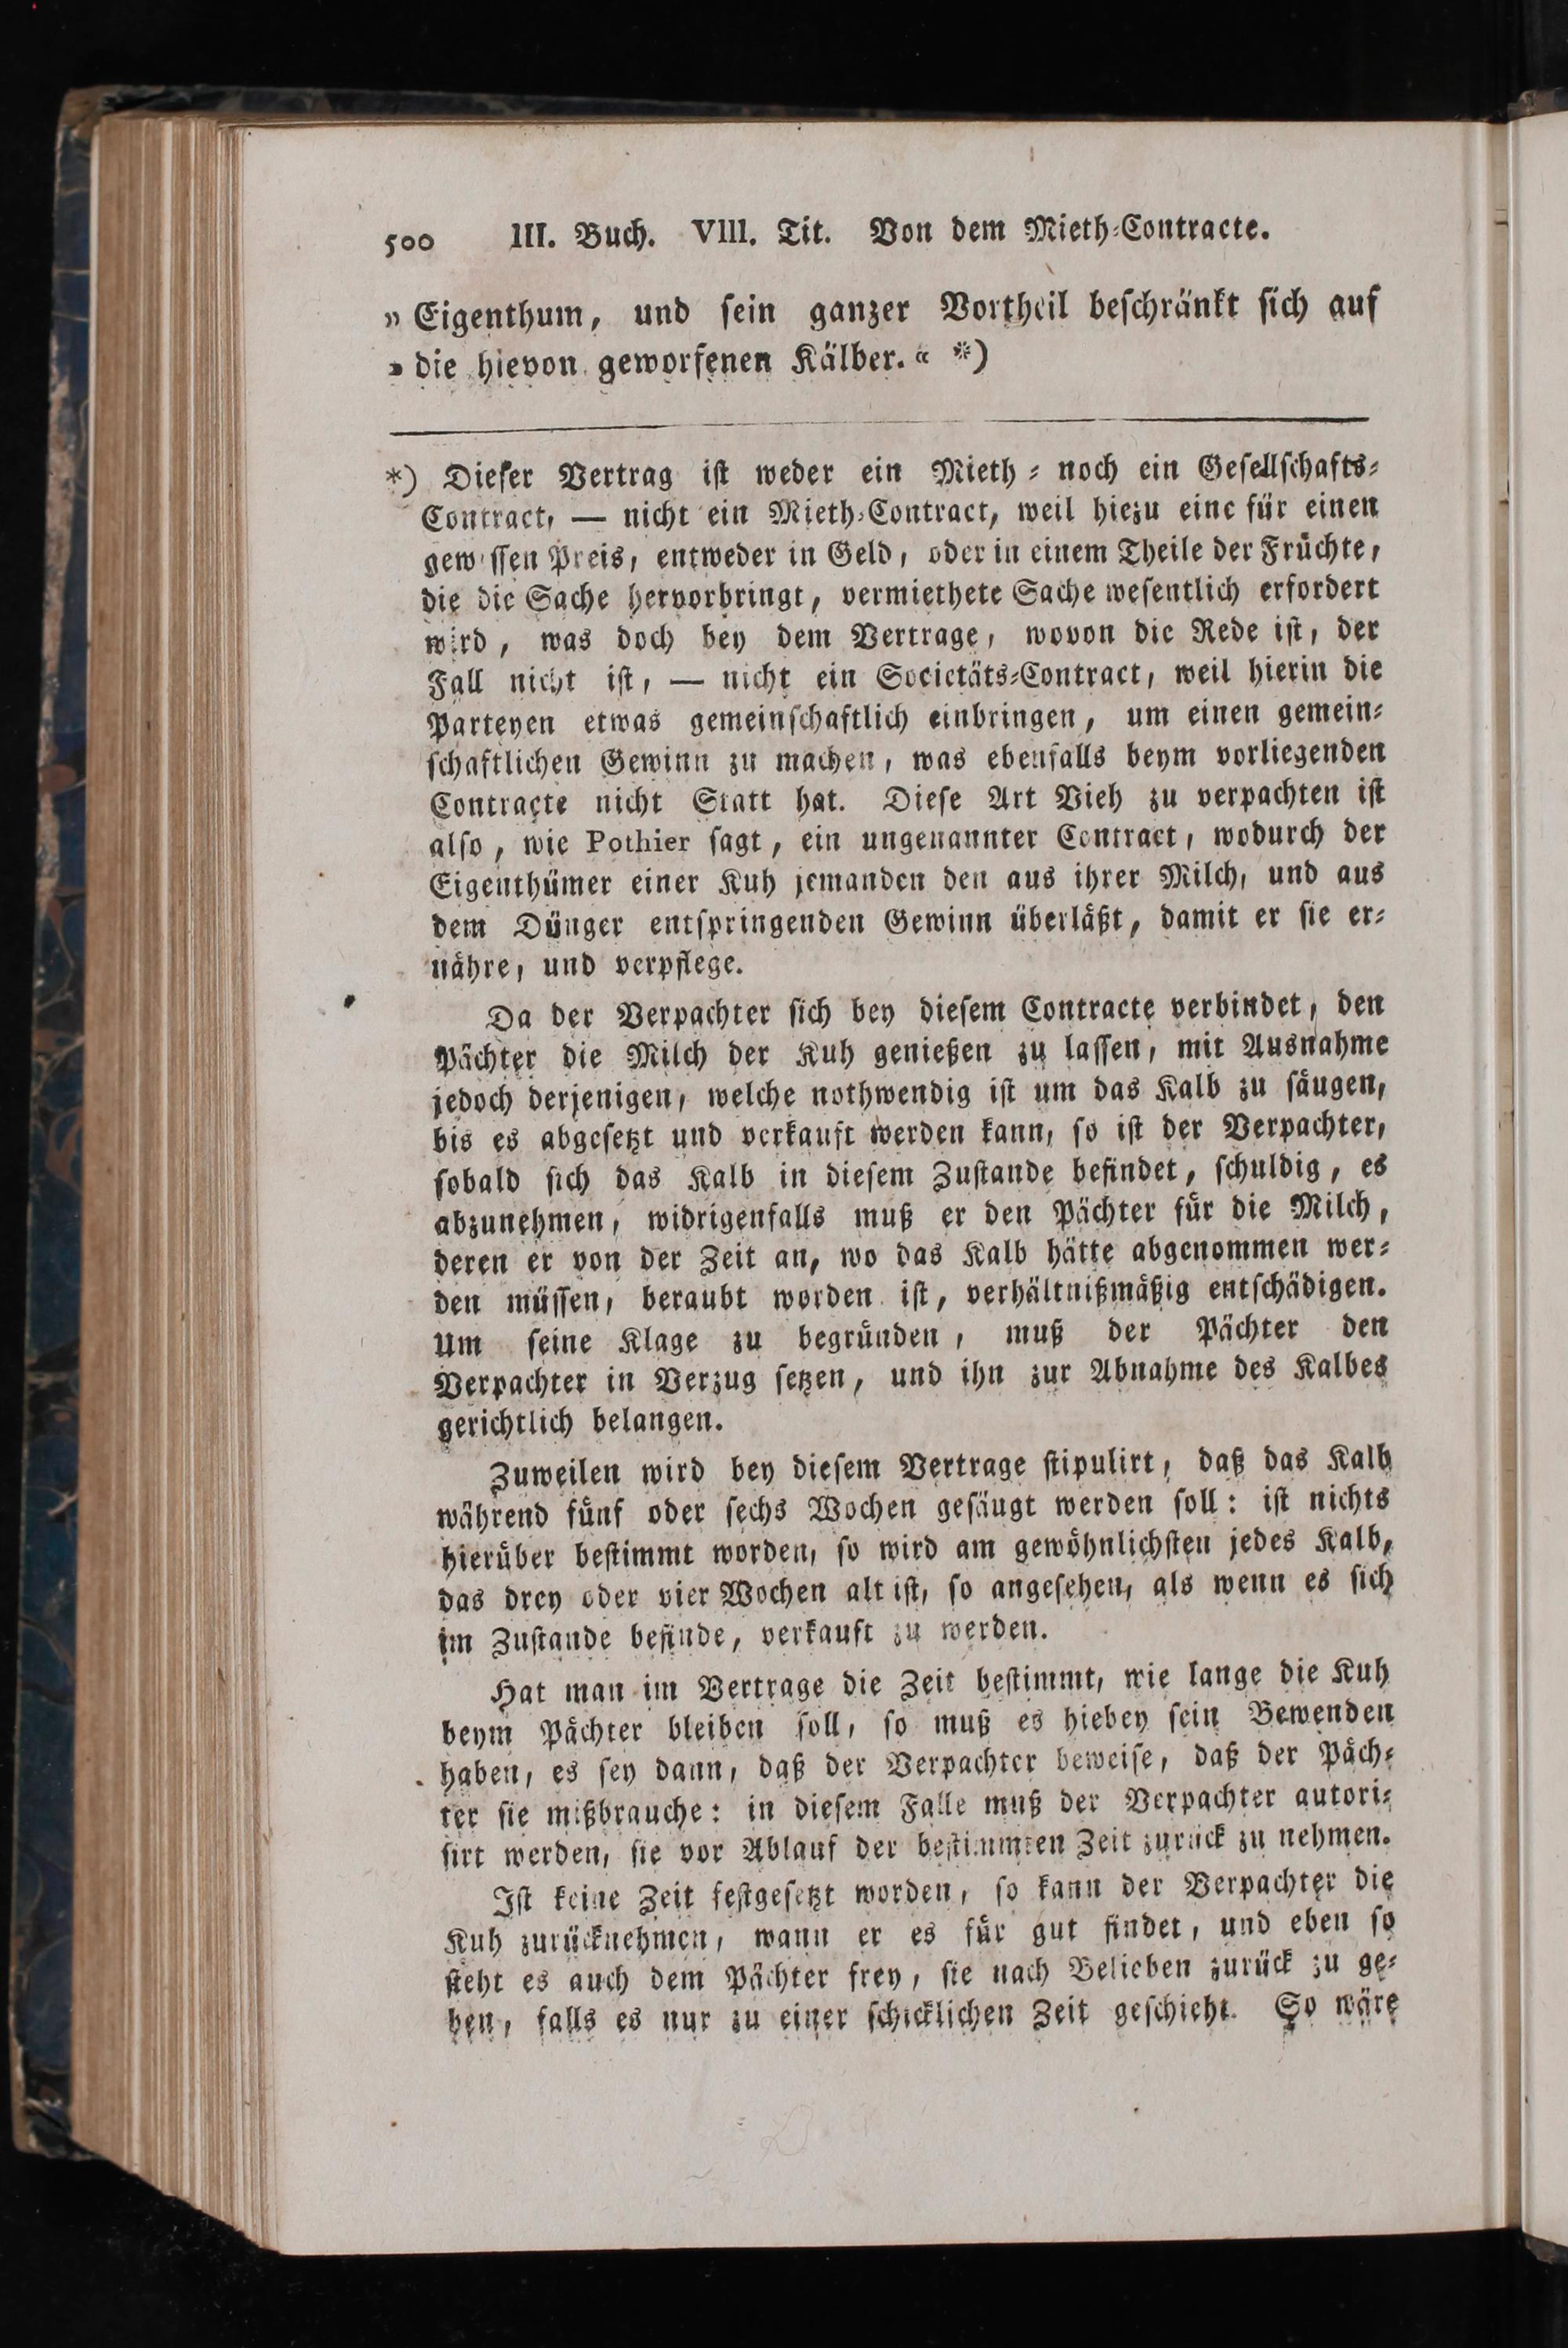 500 III. Buch. VIII. Tit. Von dem Mieth-Contracte.
» Eigenthum, und sein ganzer Vortheil beschränkt sich auf
» die hievon geworfenen Kälber. « *)
*) Dieser Vertrag ist weder ein Mieth- noch ein Gesellschafts-
Contract, — nicht ein Mieth-Contract, weil hiezu eine für einen
gewissen Preis, entweder in Geld, oder in einem Theile der Früchte,
die die Sache hervorbringt, vermiethete Sache wesentlich erfordert
wird, was doch bey dem Vertrage, wovon die Rede ist, der
Fall nicht ist, — nicht ein Societäts-Contract, weil hierin die
Parteyen etwas gemeinschaftlich einbringen, um einen gemein-
schaftlichen Gewinn zu machen, was ebenfalls beym vorliegenden
Contracte nicht Statt hat. Diese Art Vieh zu verpachten ist
also, wie Pothier sagt, ein ungenannter Contract, wodurch der
Eigenthümer einer Kuh jemanden den aus ihrer Milch, und aus
dem Dünger entspringenden Gewinn überläßt, damit er sie er-
nähre, und verpflege.
Da der Verpachter sich bey diesem Contracte verbindet, den
Pächter die Milch der Kuh genießen zu lassen, mit Ausnahme
jedoch derjenigen, welche nothwendig ist um das Kalb zu säugen,
bis es abgesetzt und verkauft werden kann, so ist der Verpachter,
sobald sich das Kalb in diesem Zustande befindet, schuldig, es
abzunehmen, widrigenfalls muß er den Pächter für die Milch,
deren er von der Zeit an, wo das Kalb hätte abgenommen wer-
den müssen, beraubt worden ist, verhältnißmäßig entschädigen.
Um seine Klage zu begründen, muß der Pächter den
Verpachter in Verzug setzen, und ihn zur Abnahme des Kalbes
gerichtlich belangen.
Zuweilen wird bey diesem Vertrage stipulirt, daß das Kalb
während fünf oder sechs Wochen gesäugt werden soll: ist nichts
hierüber bestimmt worden, so wird am gewöhnlichsten jedes Kalb,
das drey oder vier Wochen alt ist, so angesehen, als wenn es sich
im Zustande befinde, verkauft zu werden.
Hat man im Vertrage die Zeit bestimmt, wie lange die Kuh
beym Pächter bleiben soll, so muß es hiebey sein Bewenden
haben, es sey dann, daß der Verpachter beweise, daß der Päch-
ter sie mißbrauche: in diesem Falle muß der Verpachter autori-
sirt werden, sie vor Ablauf der bestimmten Zeit zurück zu nehmen.
Ist keine Zeit festgesetzt worden, so kann der Verpachter die
Kuh zurücknehmen, wann er es für gut findet, und eben so
steht es auch dem Pächter frey, sie nach Belieben zurück zu ge-
ben, falls es nur zu einer schicklichen Zeit geschieht. So wäre